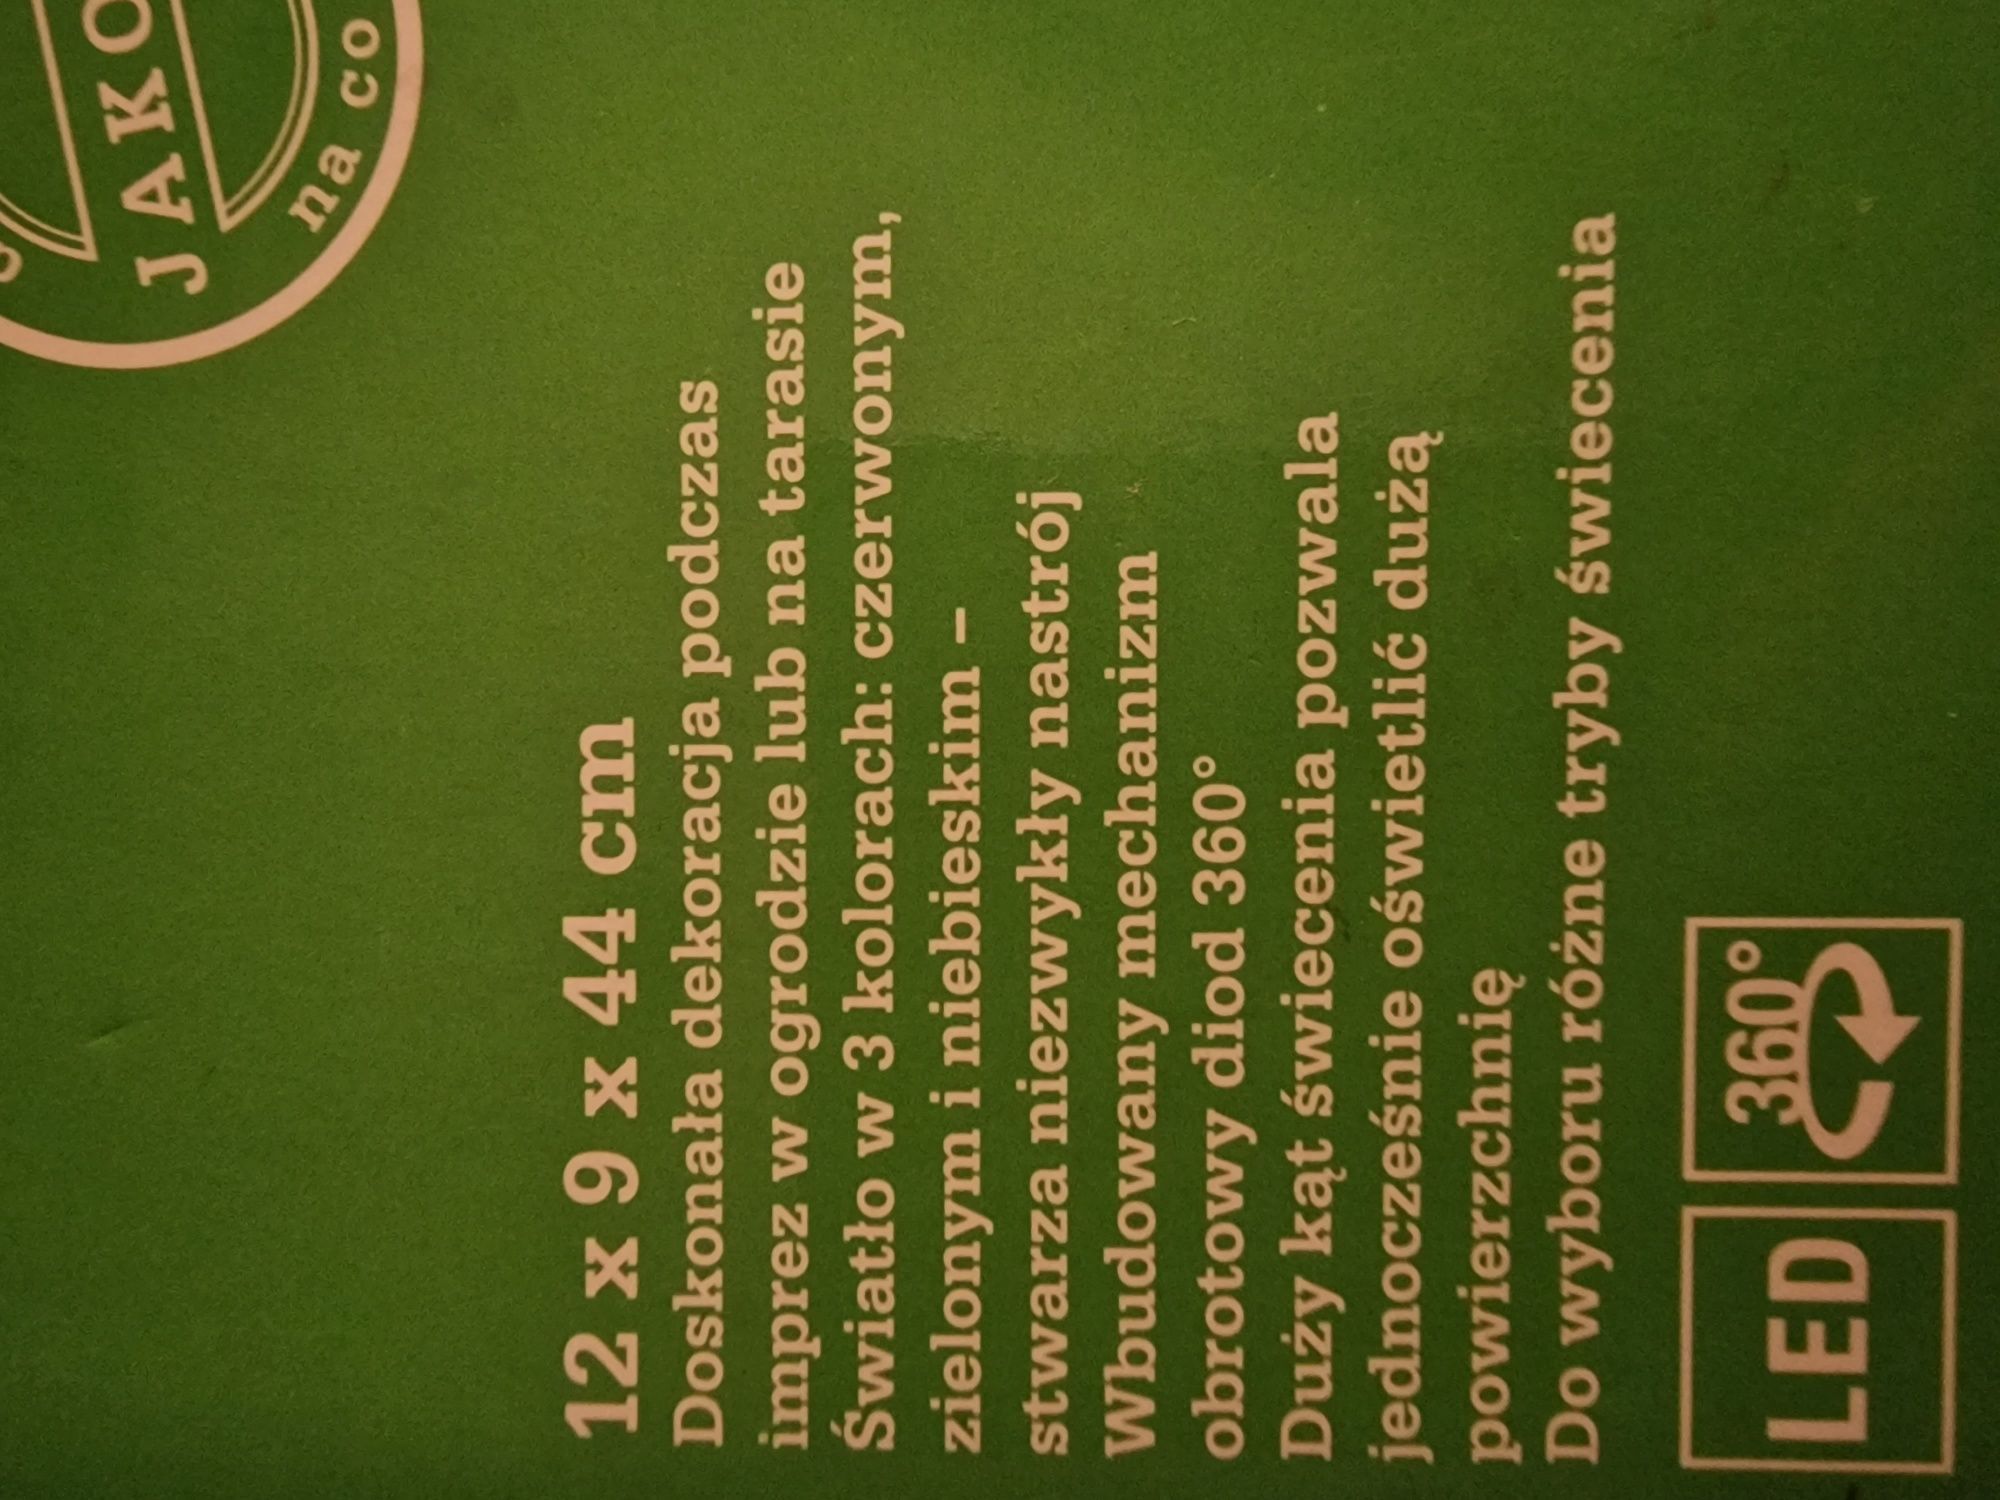 JAKO
na co
12 x 9 x 44 cm
Doskonała dekoracja podczas
imprez w ogrodzie lub na tarasie
Światło w 3 kolorach: czerwonym,
zielonym i niebieskim –
stwarza niezwykły nastrój
Wbudowany mechanizm
obrotowy diod 360°
Duży kąt świecenia pozwala
jednocześnie oświetlić dużą
powierzchnię
Do wyboru różne tryby świecenia
LED 360°